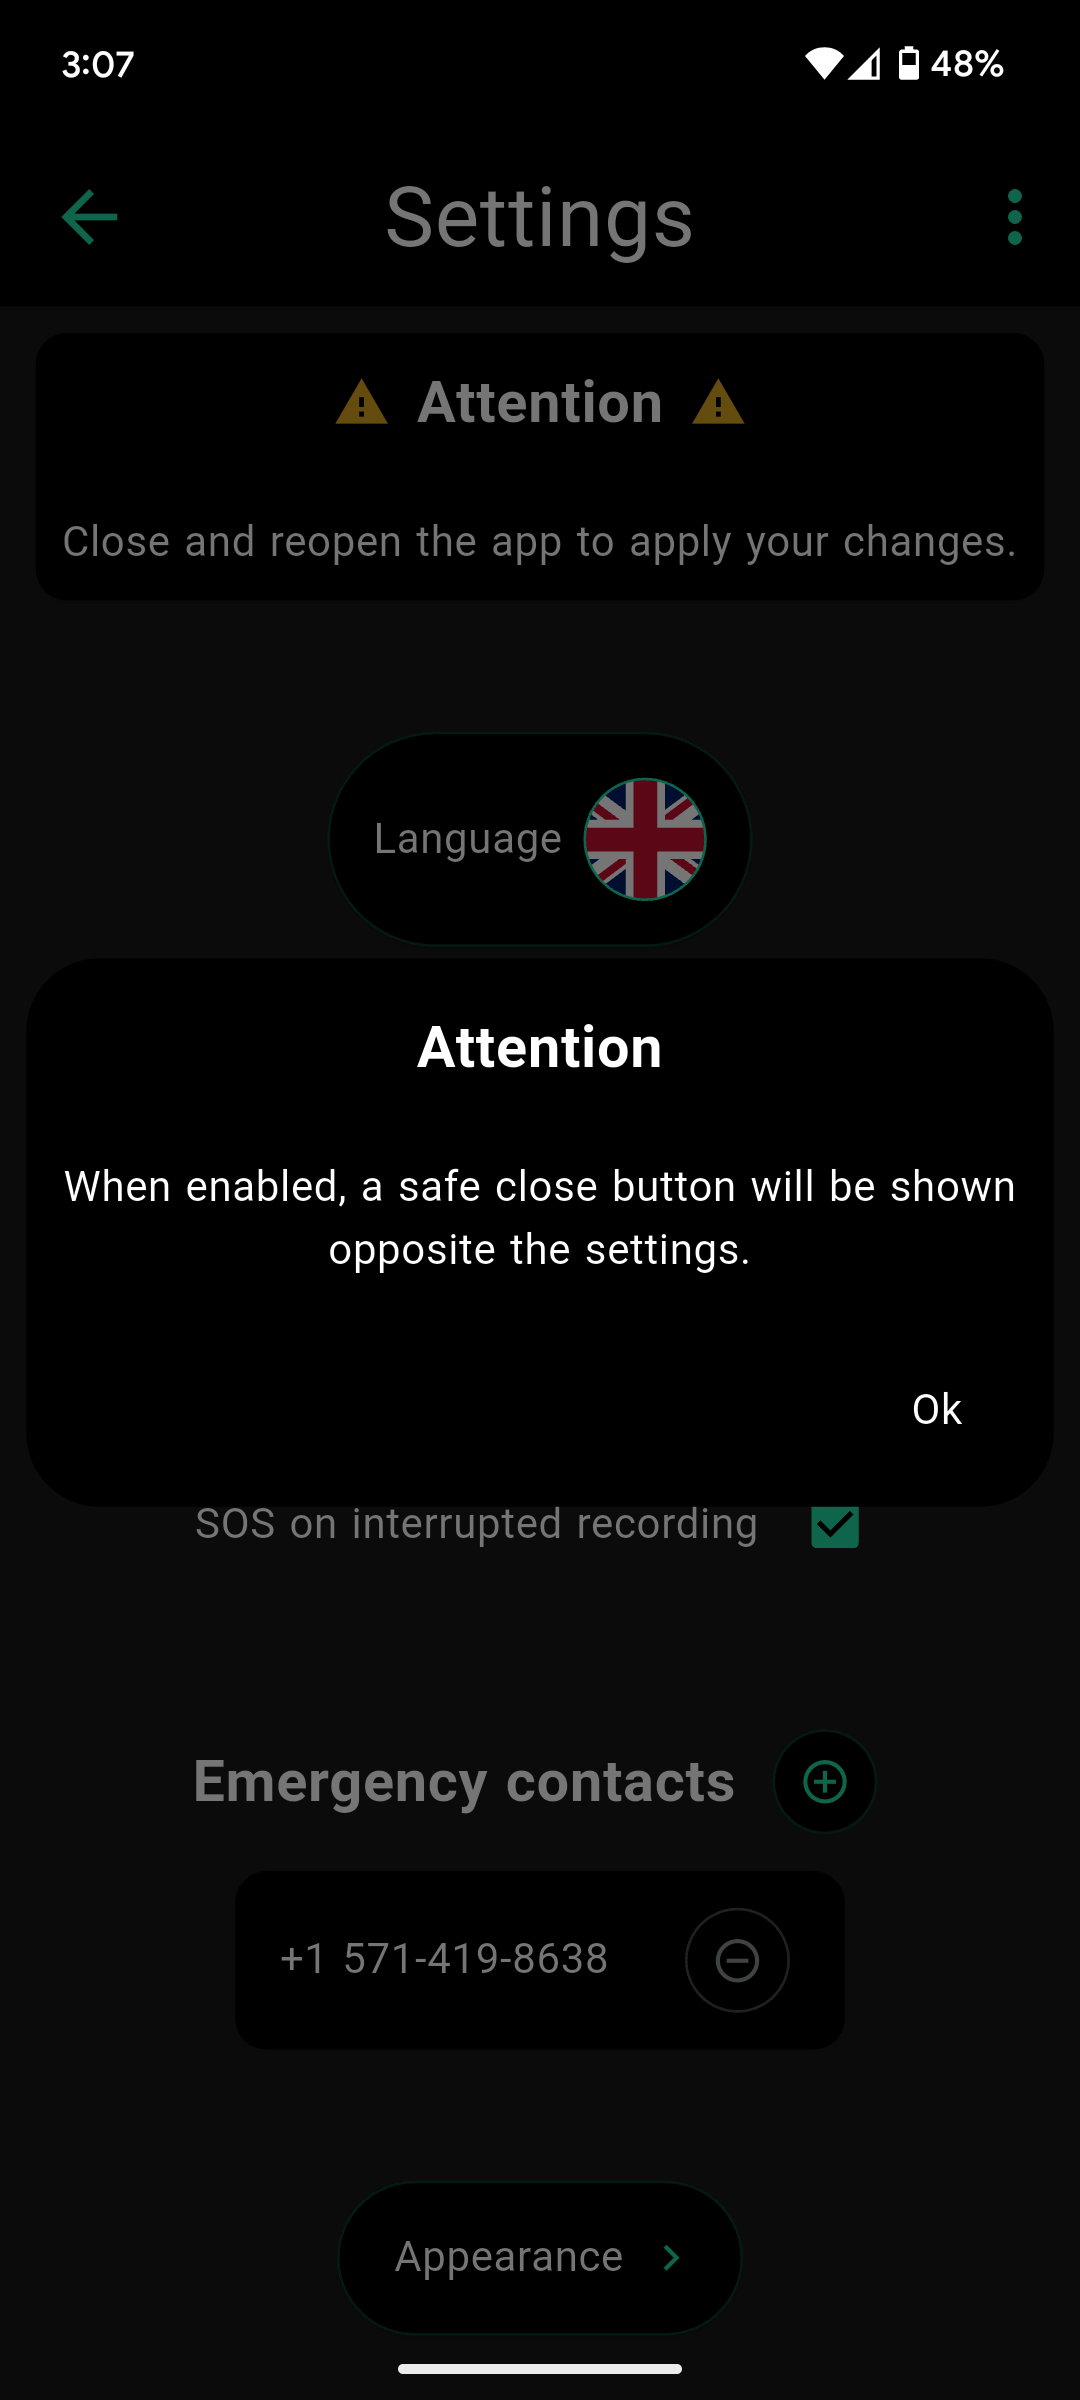 3:07
48%
Settings
Attention
Close and reopen the app to apply your changes.
Language
Attention
When enabled, a safe close button will be shown
opposite the settings.
Ok
SOS on interrupted recording
Emergency contacts
+1 571-419-8638
Appearance